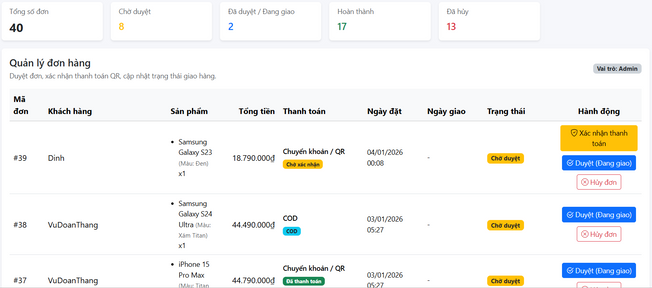 Tổng số đơn
40
Chờ duyệt
8
Đã duyệt / Đang giao
2
Hoàn thành
17
Đã hủy
13
Quản lý đơn hàng
Duyệt đơn, xác nhận thanh toán QR, cập nhật trạng thái giao hàng.
Vai trò: Admin
Mã đơn Khách hàng Sản phẩm Tổng tiền Thanh toán Ngày đặt Ngày giao Trạng thái Hành động
#39
Dinh
Samsung
Galaxy S23
(Màu: Đen)
x1
18.790.000₫
Chuyển khoản / QR
Chờ xác nhận
04/01/2026
00:08
-
Chờ duyệt
Xác nhận thanh
toán
Duyệt (Đang giao)
Hủy đơn
#38
VuDoanThang
Samsung
Galaxy S24
Ultra (Màu:
Xám Titan)
x1
44.490.000₫
COD
COD
03/01/2026
05:27
-
Chờ duyệt
Duyệt (Đang giao)
Hủy đơn
#37
VuDoanThang
iPhone 15
Pro Max
(Màu: Titan
44.790.000₫
Chuyển khoản / QR
Đã thanh toán
03/01/2026
05:27
-
Chờ duyệt
Duyệt (Đang giao)